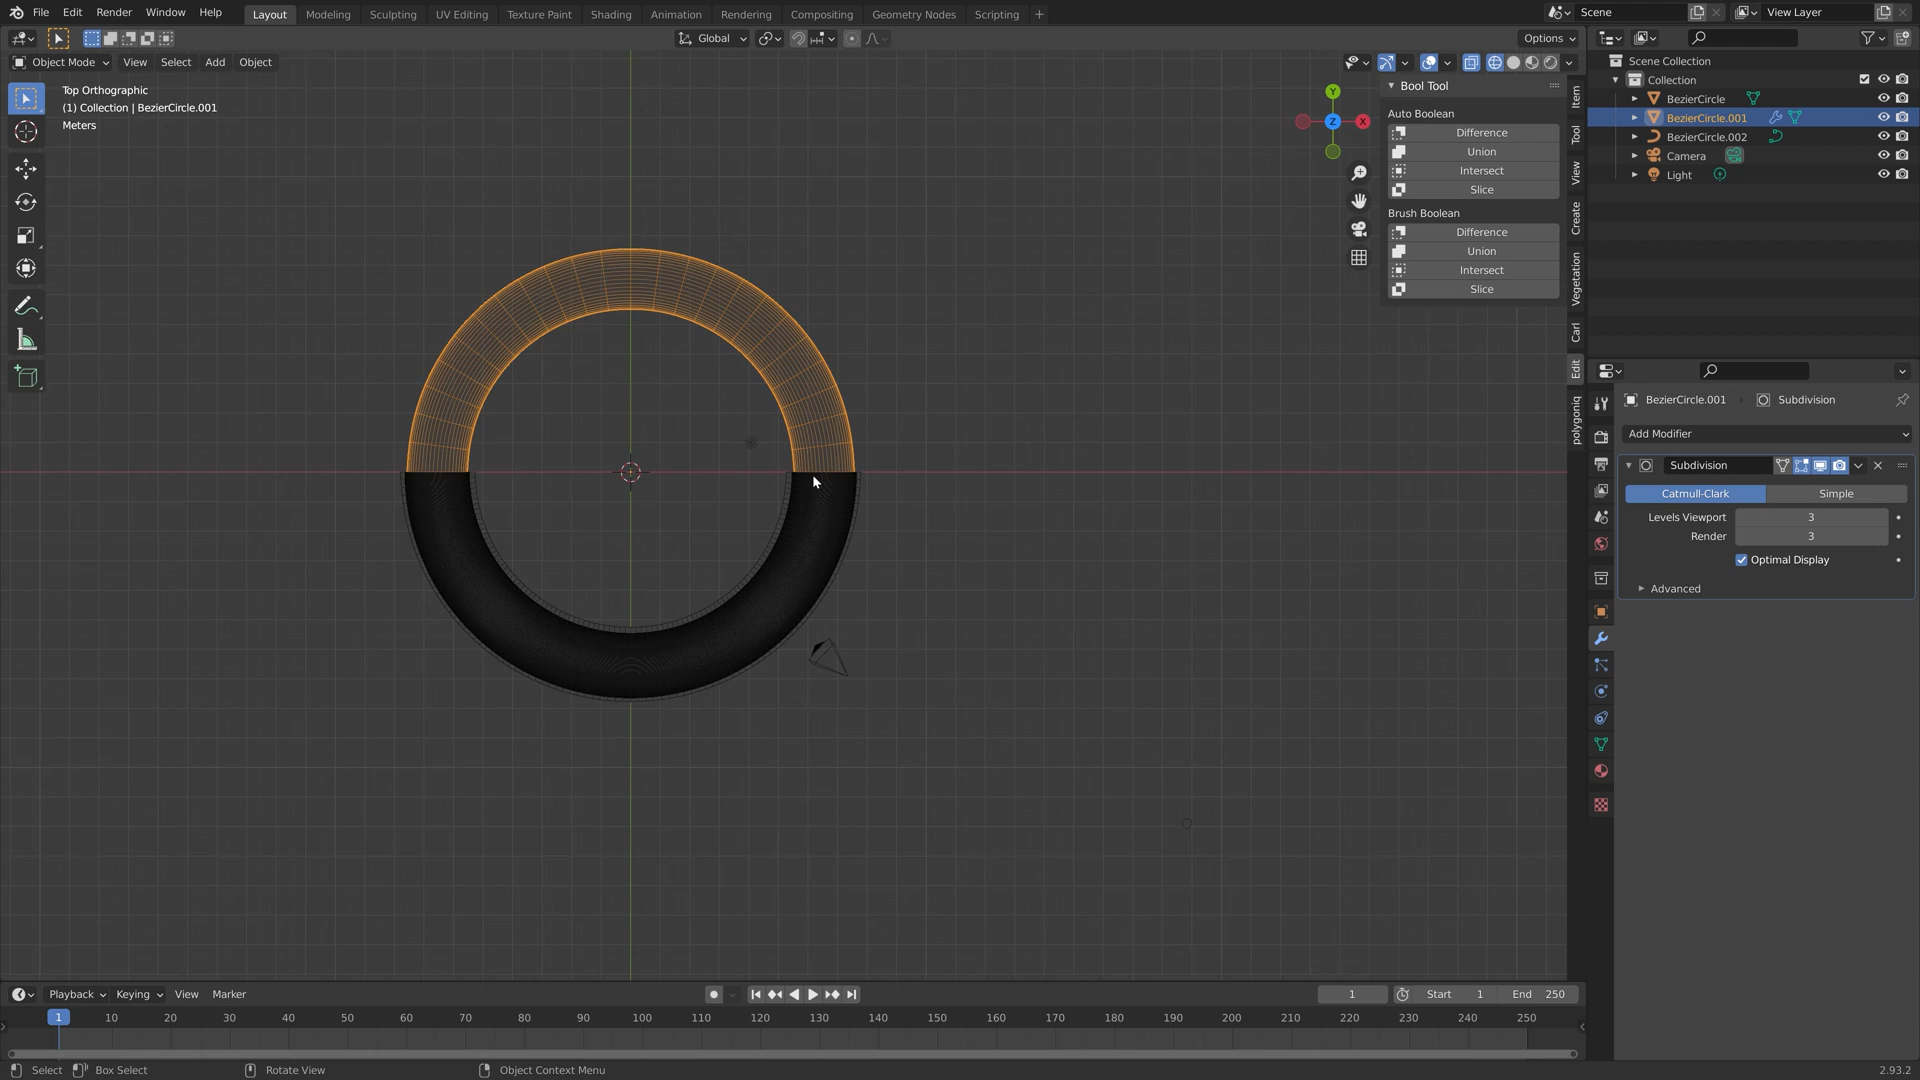 File Edit Render Window Help Layout Modeling Sculpting UV Editing Texture Paint Shading Animation Rendering Compositing Geometry Nodes Scripting + Scene View Layer
Global Options
Object Mode View Select Add Object
Top Orthographic
(1) Collection | BezierCircle.001
Meters
Y
Z
X
Bool Tool
Auto Boolean
Difference
Union
Intersect
Slice
Brush Boolean
Difference
Union
Intersect
Slice
Item
Tool
View
Create
Vegetation
Carl
Edit
polygoniq
Scene Collection
Collection
BezierCircle
BezierCircle.001
BezierCircle.002
Camera
Light
BezierCircle.001 Subdivision
Add Modifier
Subdivision
Catmull-Clark Simple
Levels Viewport 3
Render 3
Optimal Display
Advanced
Playback Keying View Marker 1 Start 1 End 250
1 10 20 30 40 50 60 70 80 90 100 110 120 130 140 150 160 170 180 190 200 210 220 230 240 250
Select Box Select Rotate View Object Context Menu 2.93.2